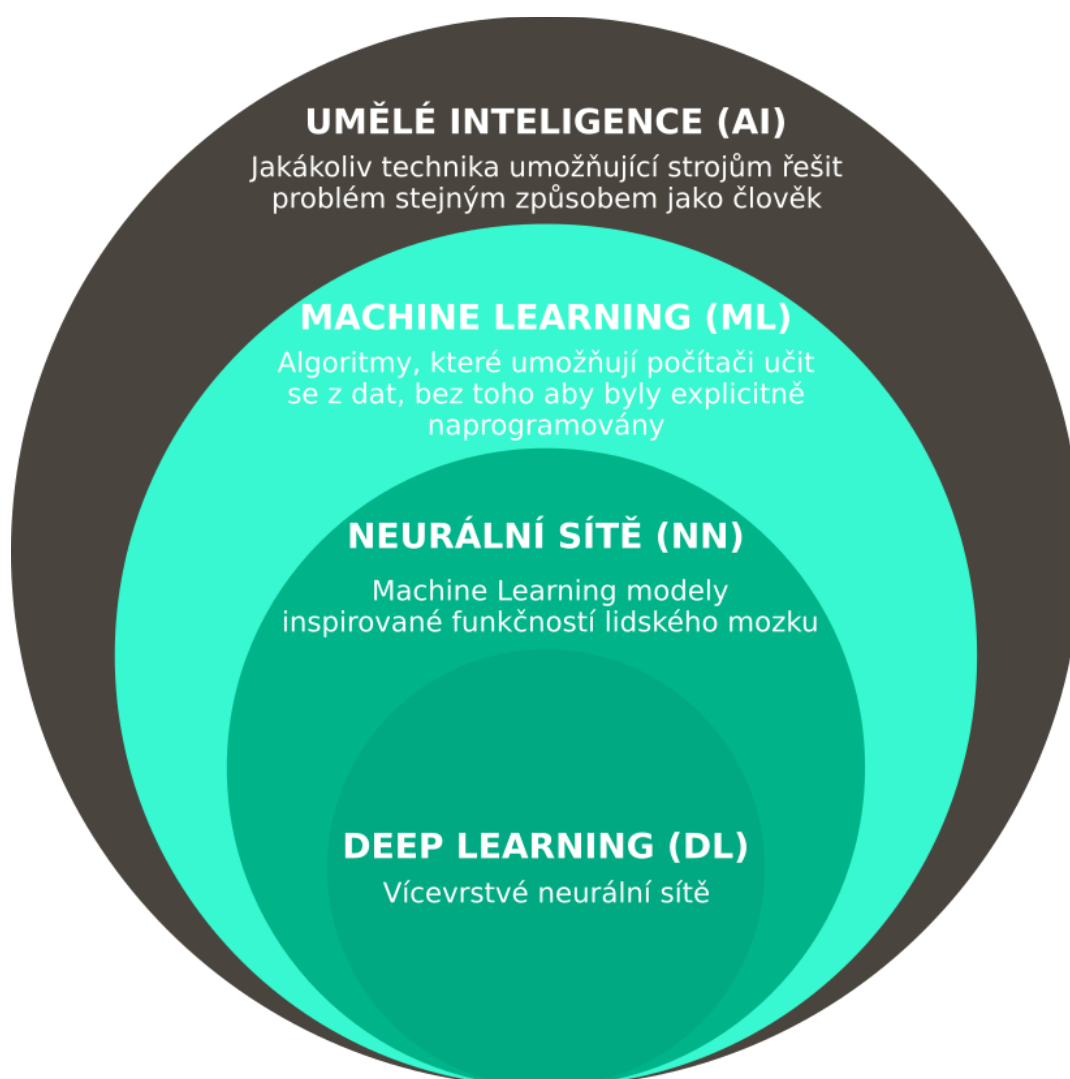 UMĚLÉ INTELIGENCE (AI)
Jakákoliv technika umožňující strojům řešit
problém stejným způsobem jako člověk
MACHINE LEARNING (ML)
Algoritmy, které umožňují počítači učit
se z dat, bez toho aby byly explicitně
naprogramovány
NEURÁLNÍ SÍTĚ (NN)
Machine Learning modely
inspirované funkčností lidského mozku
DEEP LEARNING (DL)
Vícevrstvé neurální sítě